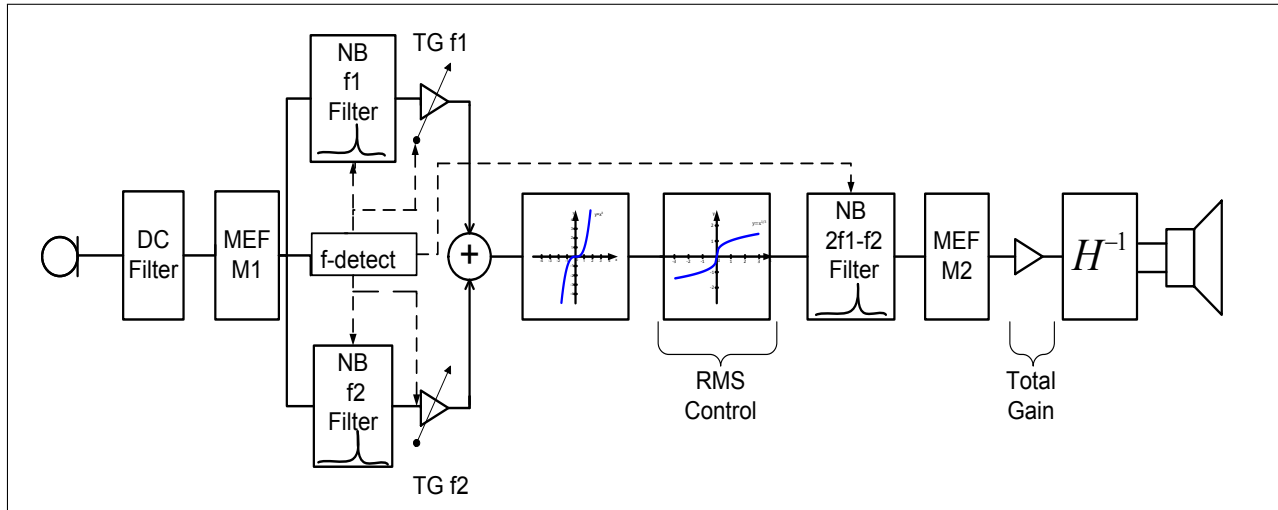 TG f1
NB
f1
Filter
DC
Filter
MEF
M1
f-detect
+
NB
f2
Filter
TG f2
RMS
Control
NB
2f1-f2
Filter
MEF
M2
Total
Gain
H⁻¹